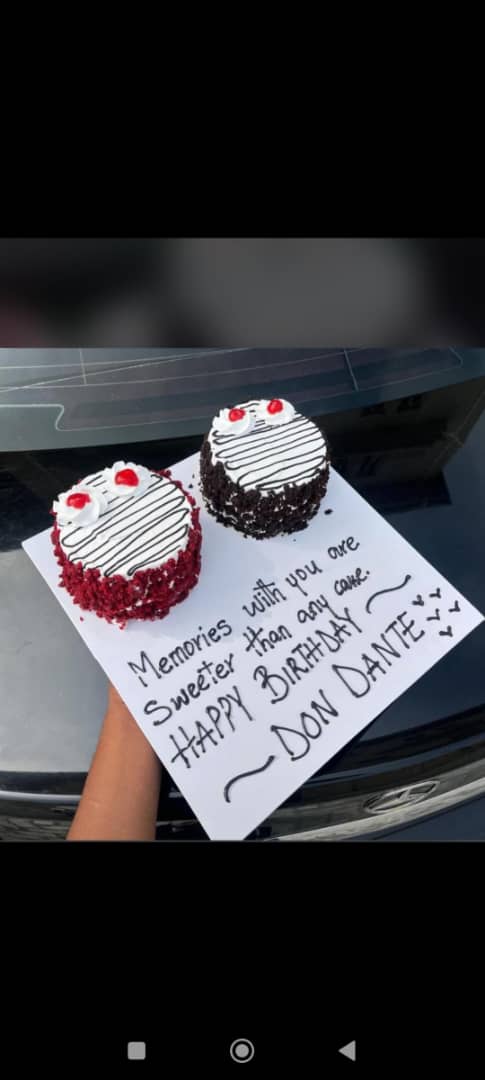 Memories with you are
Sweeter than any cake.
HAPPY BIRTHDAY
DON DANTE